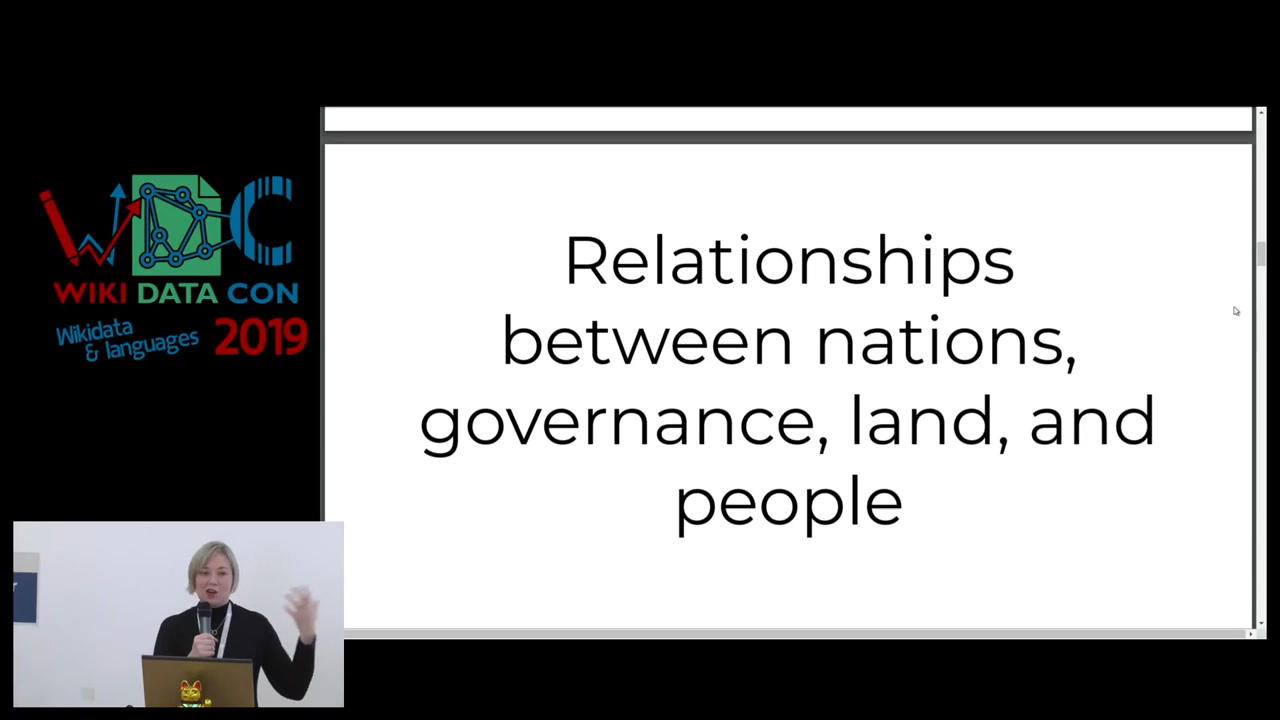 WIKI DATA CON
Wikidata
& languages
2019
Relationships
between nations,
governance, land, and
people